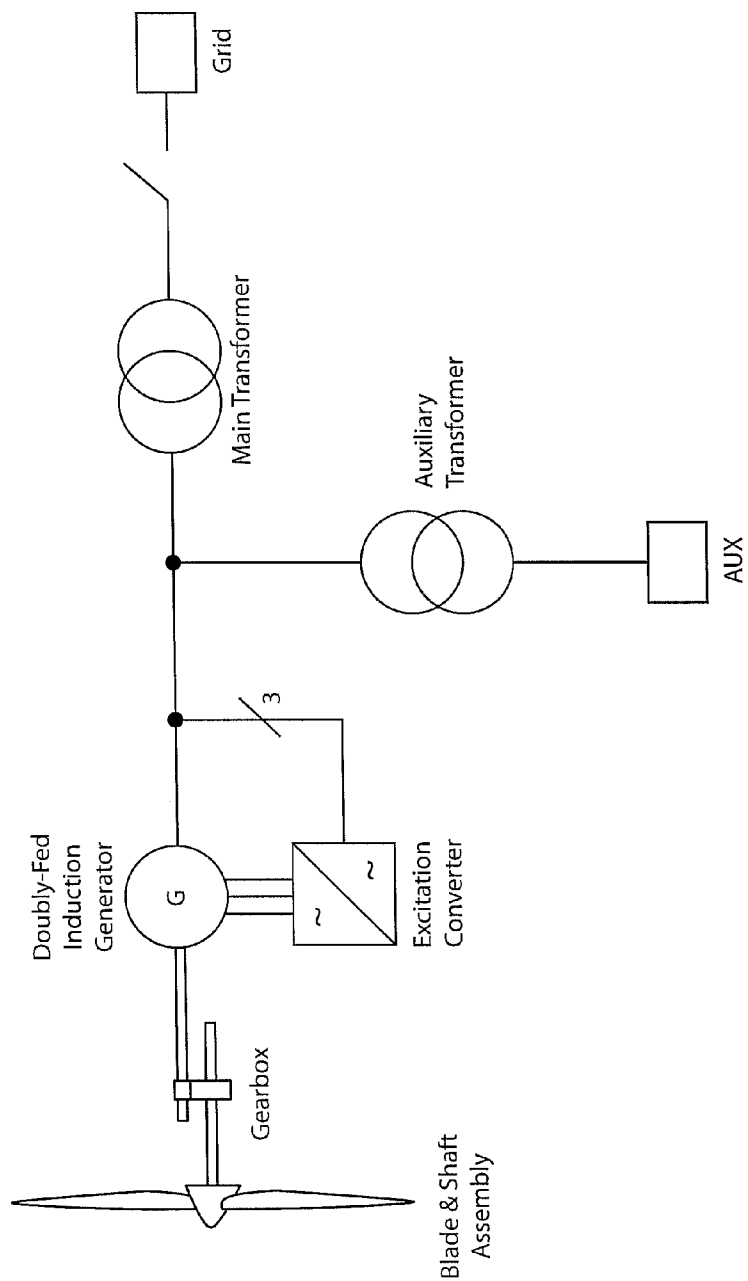 Blade & Shaft
Assembly
Gearbox
Doubly-Fed
Induction
Generator
G
~
~
Excitation
Converter
3
Main Transformer
Auxiliary
Transformer
AUX
Grid